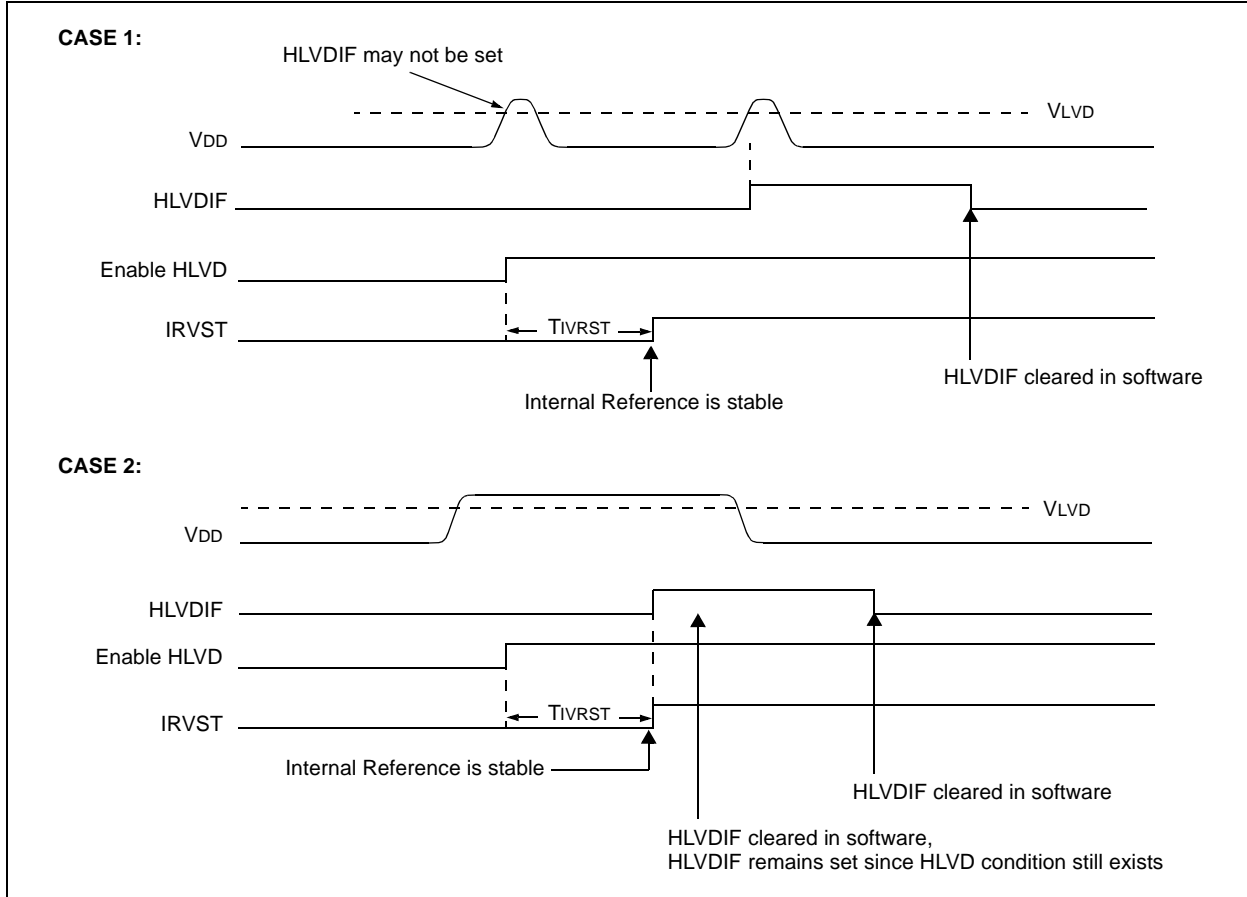 CASE 1:
HLVDIF may not be set
VLVD
VDD
HLVDIF
Enable HLVD
IRVST
TIVRST
HLVDIF cleared in software
Internal Reference is stable
CASE 2:
VLVD
VDD
HLVDIF
Enable HLVD
IRVST
TIVRST
Internal Reference is stable
HLVDIF cleared in software
HLVDIF cleared in software,
HLVDIF remains set since HLVD condition still exists